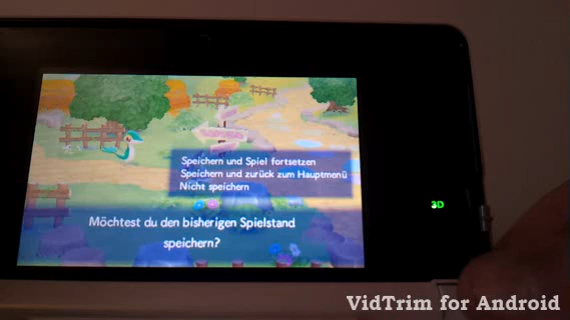 Speichern und Spiel fortsetzen
Speichern und zurück zum Hauptmenü
Nicht speichern
3D
Möchtest du den bisherigen Spielstand
speichern?
VidTrim for Android